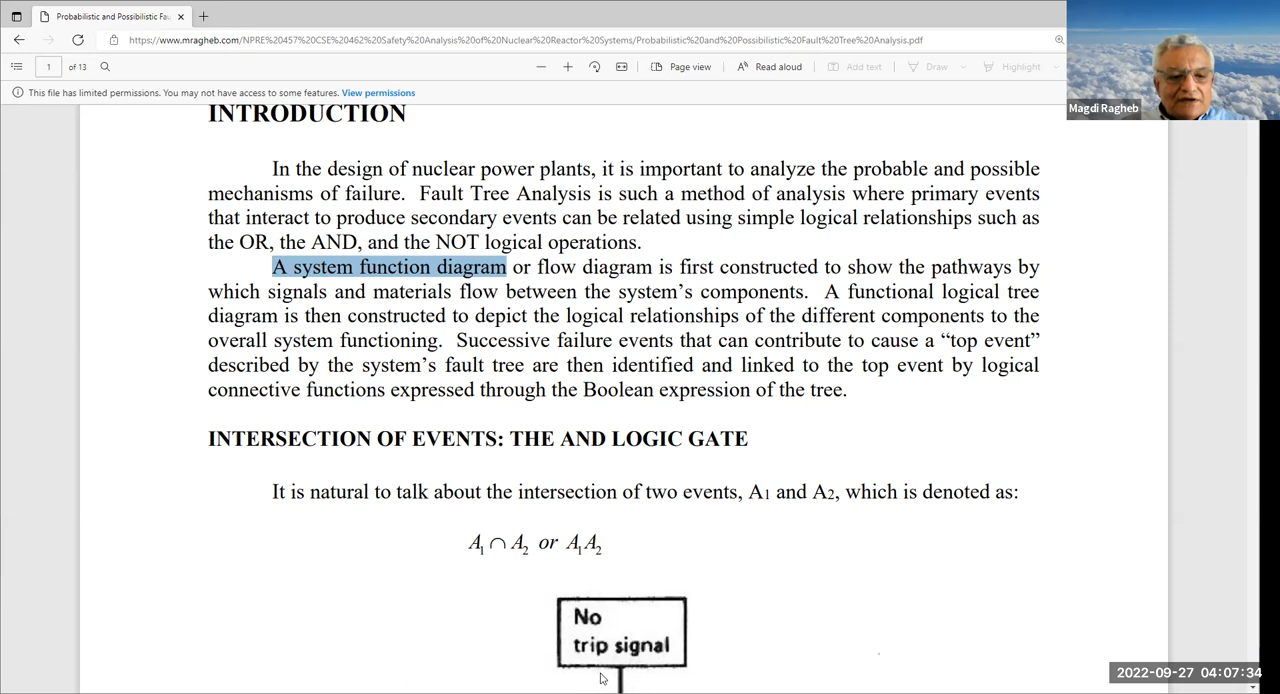 Probabilistic and Possibilistic Fau
https://www.mragheb.com/NPRE%20457%20CSE%20462%20Safety%20Analysis%20of%20Nuclear%20Reactor%20Systems/Probabilistic%20and%20Possibilistic%20Fault%20Tree%20Analysis.pdf
1 of 13 Page view Read aloud Add text Draw Highlight
This file has limited permissions. You may not have access to some features. View permissions
Magdi Ragheb
INTRODUCTION
In the design of nuclear power plants, it is important to analyze the probable and possible
mechanisms of failure. Fault Tree Analysis is such a method of analysis where primary events
that interact to produce secondary events can be related using simple logical relationships such as
the OR, the AND, and the NOT logical operations.
A system function diagram or flow diagram is first constructed to show the pathways by
which signals and materials flow between the system's components. A functional logical tree
diagram is then constructed to depict the logical relationships of the different components to the
overall system functioning. Successive failure events that can contribute to cause a “top event”
described by the system's fault tree are then identified and linked to the top event by logical
connective functions expressed through the Boolean expression of the tree.
INTERSECTION OF EVENTS: THE AND LOGIC GATE
It is natural to talk about the intersection of two events, A1 and A2, which is denoted as:
A₁ ∩ A₂ or A₁A₂
No
trip signal
2022-09-27 04:07:34